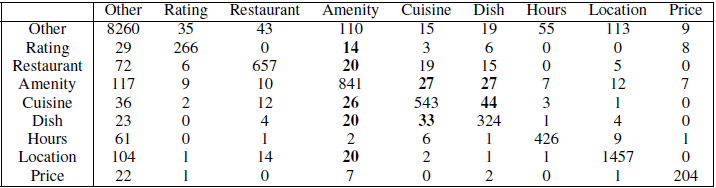 Other Rating Restaurant Amenity Cuisine Dish Hours Location Price
Other 8260 35 43 110 15 19 55 113 9
Rating 29 266 0 14 3 6 0 0 8
Restaurant 72 6 657 20 19 15 0 5 0
Amenity 117 9 10 841 27 27 7 12 7
Cuisine 36 2 12 26 543 44 3 1 0
Dish 23 0 4 20 33 324 1 4 0
Hours 61 0 1 2 6 1 426 9 1
Location 104 1 14 20 2 1 1 1457 0
Price 22 1 0 7 0 2 0 1 204